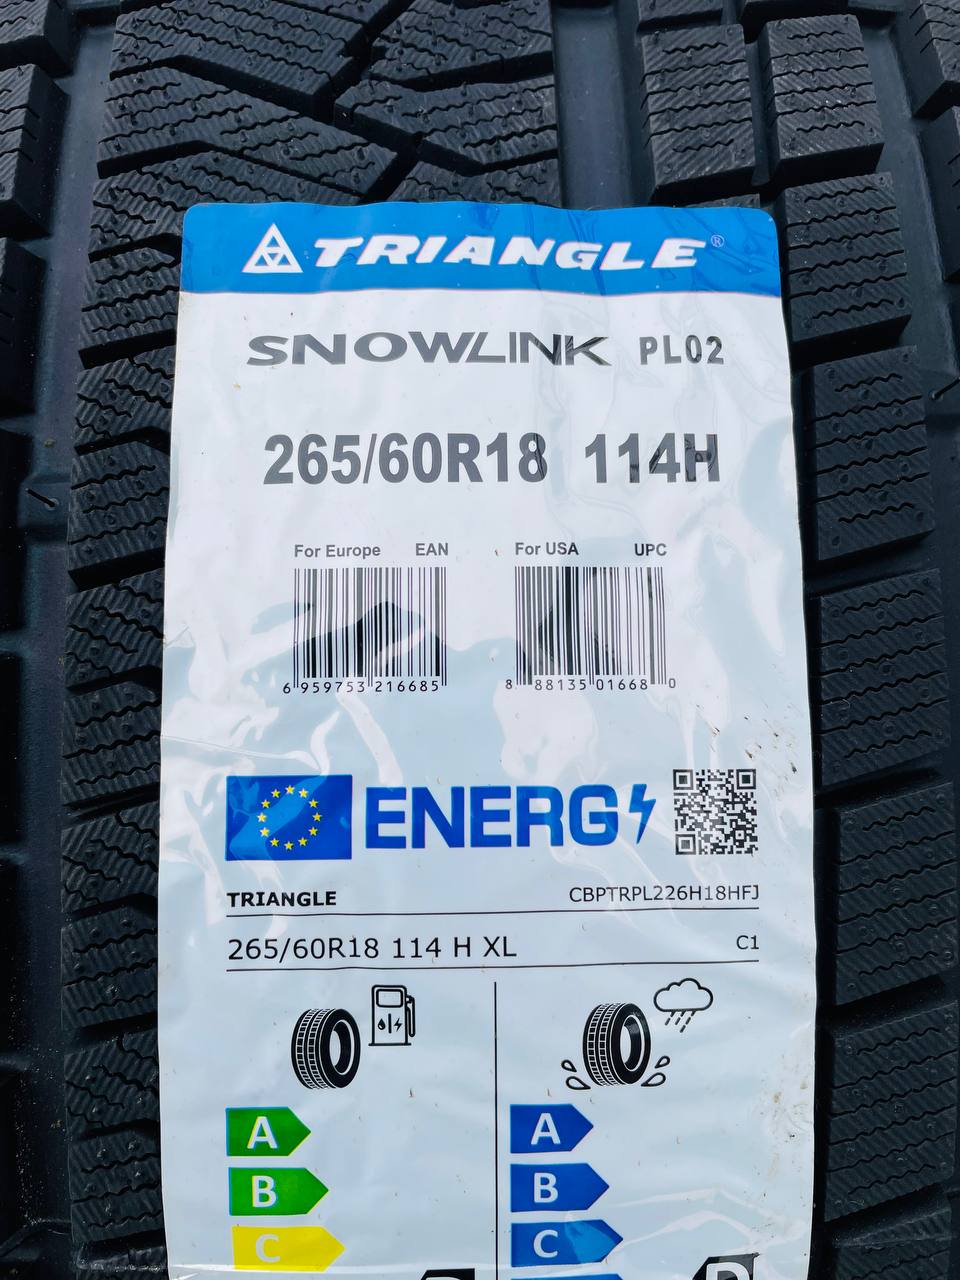 TRIANGLE®
SNOWLINK PL02
265/60R18 114H
For Europe EAN For USA UPC
6 959753 216685 8 88135 01668 0
ENERG
TRIANGLE CBPTRPL226H18HFJ
265/60R18 114 H XL C1
A A
B B
C C